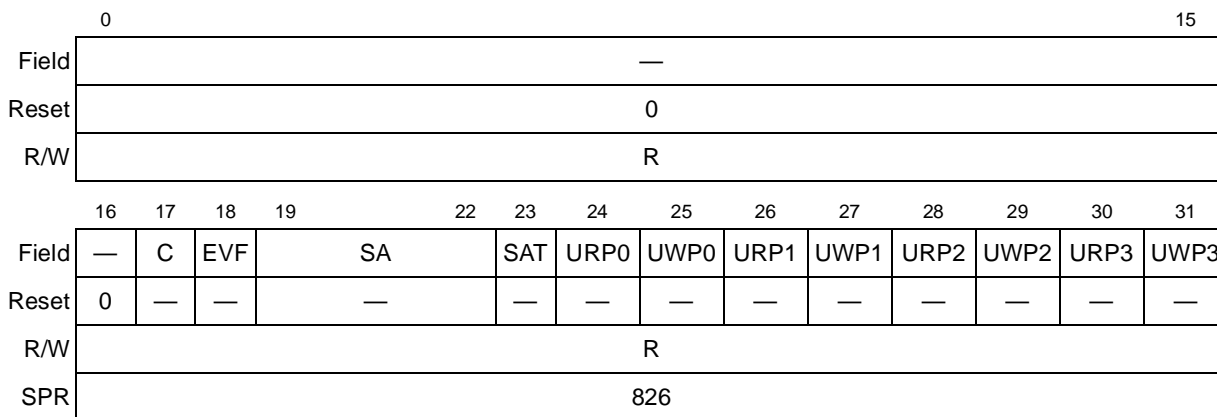 0 15
Field —
Reset 0
R/W R
16 17 18 19 22 23 24 25 26 27 28 29 30 31
Field — C EVF SA SAT URP0 UWP0 URP1 UWP1 URP2 UWP2 URP3 UWP3
Reset 0 — — — — — — — — — — — —
R/W R
SPR 826